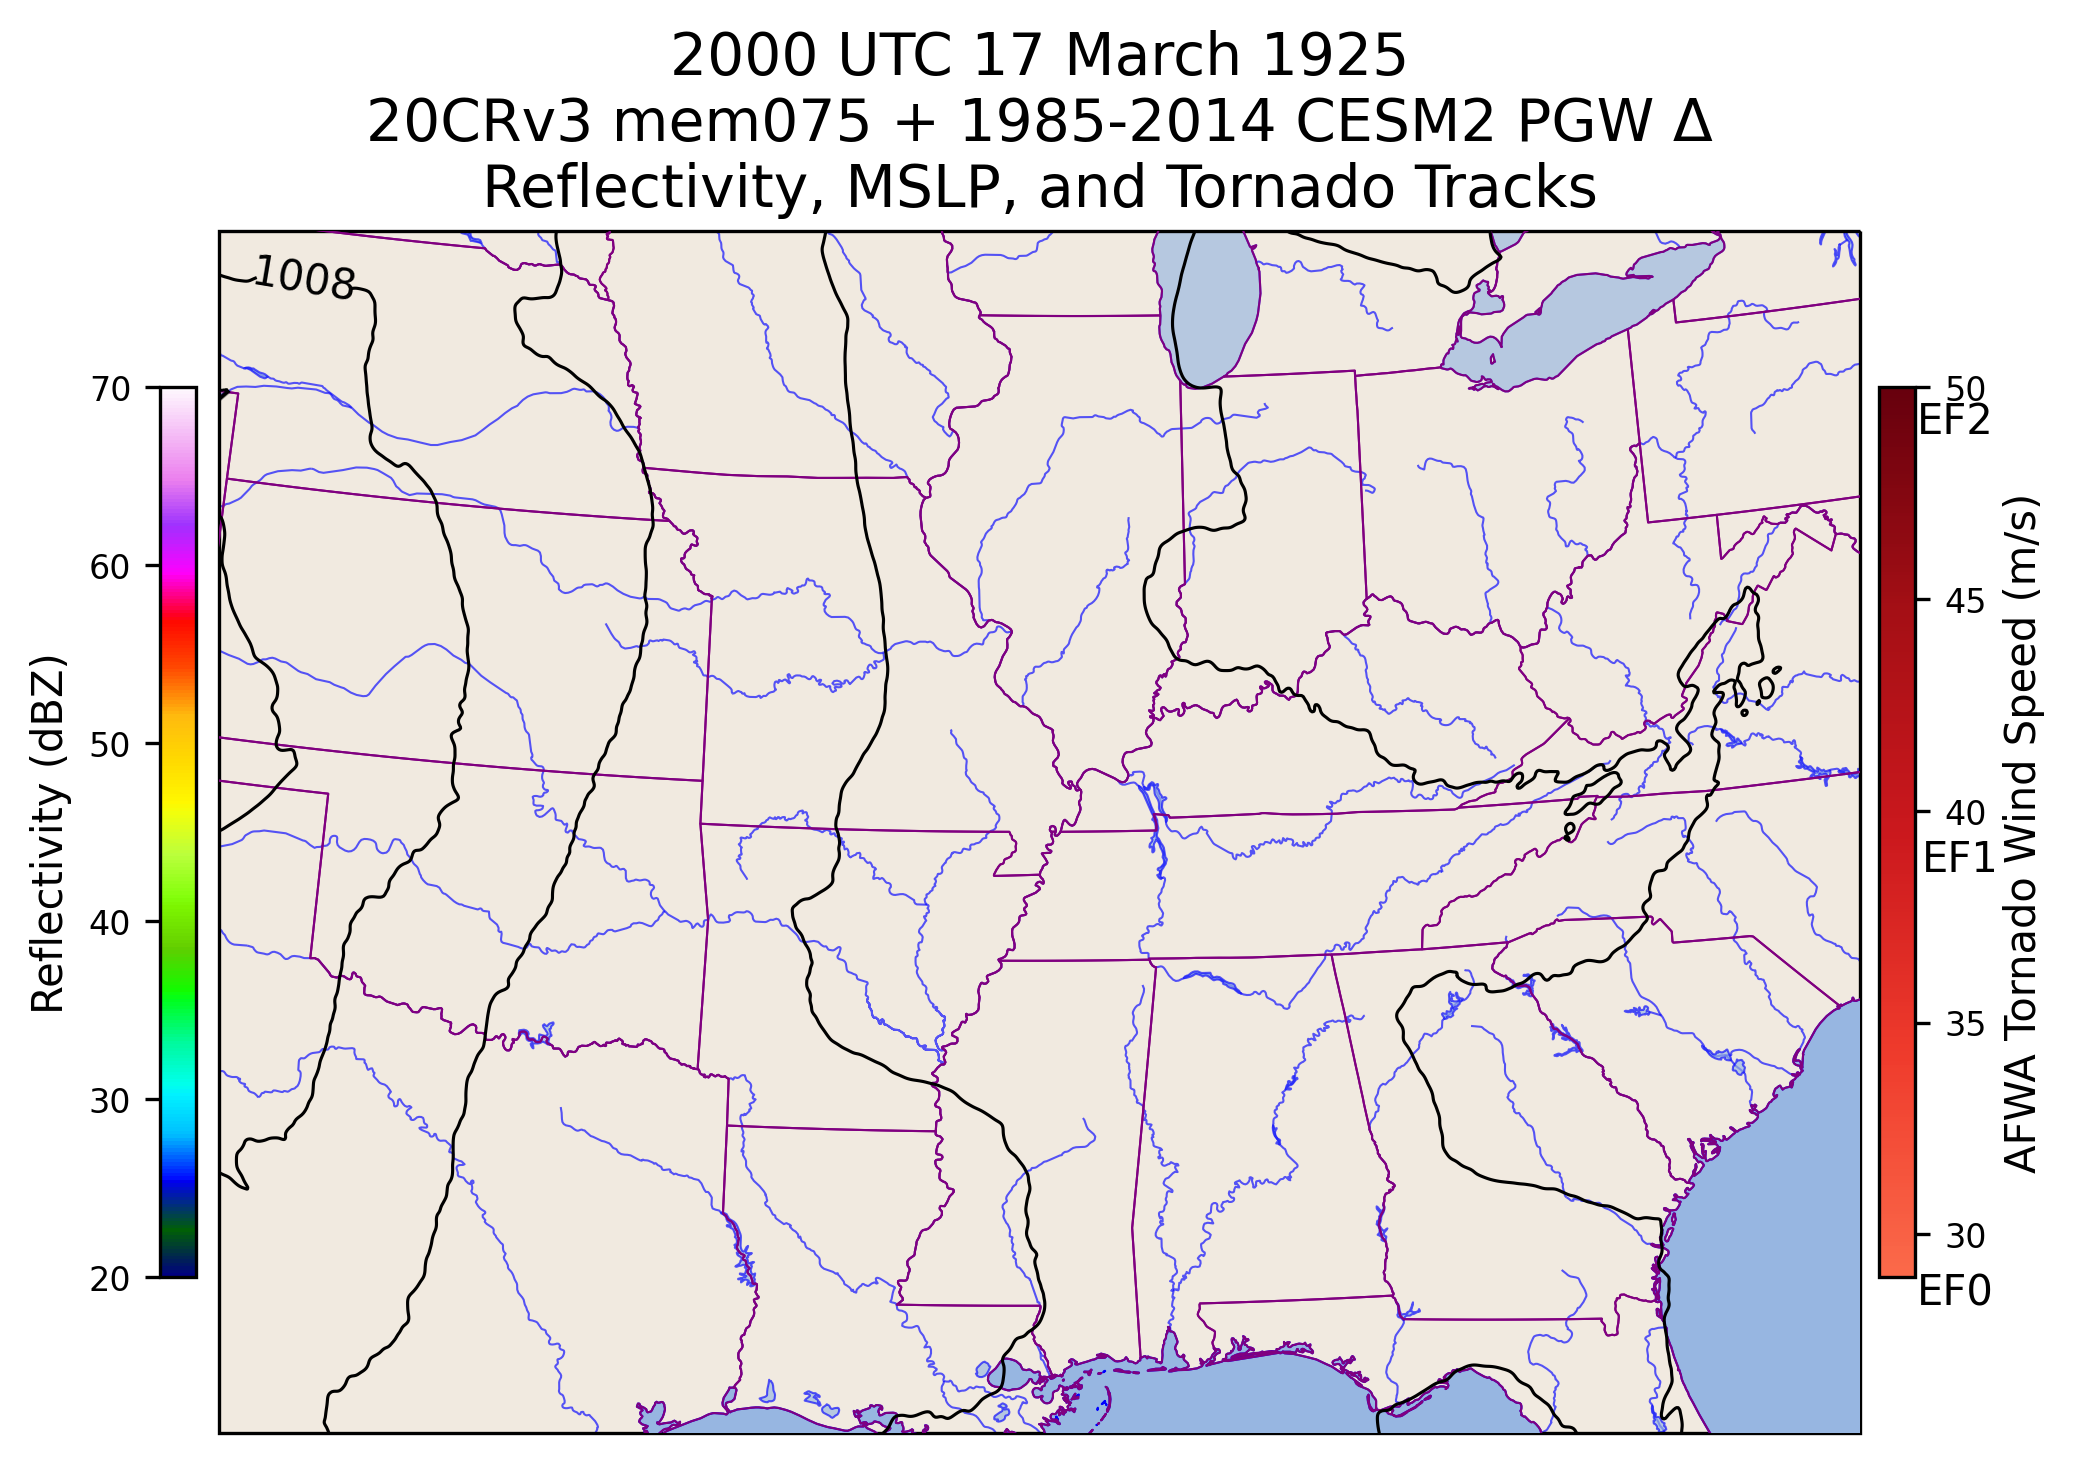 2000 UTC 17 March 1925
20CRv3 mem075 + 1985-2014 CESM2 PGW Δ
Reflectivity, MSLP, and Tornado Tracks
1008
70
60
50
40
30
20
Reflectivity (dBZ)
50
EF2
45
40
EF1
35
30
EF0
AFWA Tornado Wind Speed (m/s)